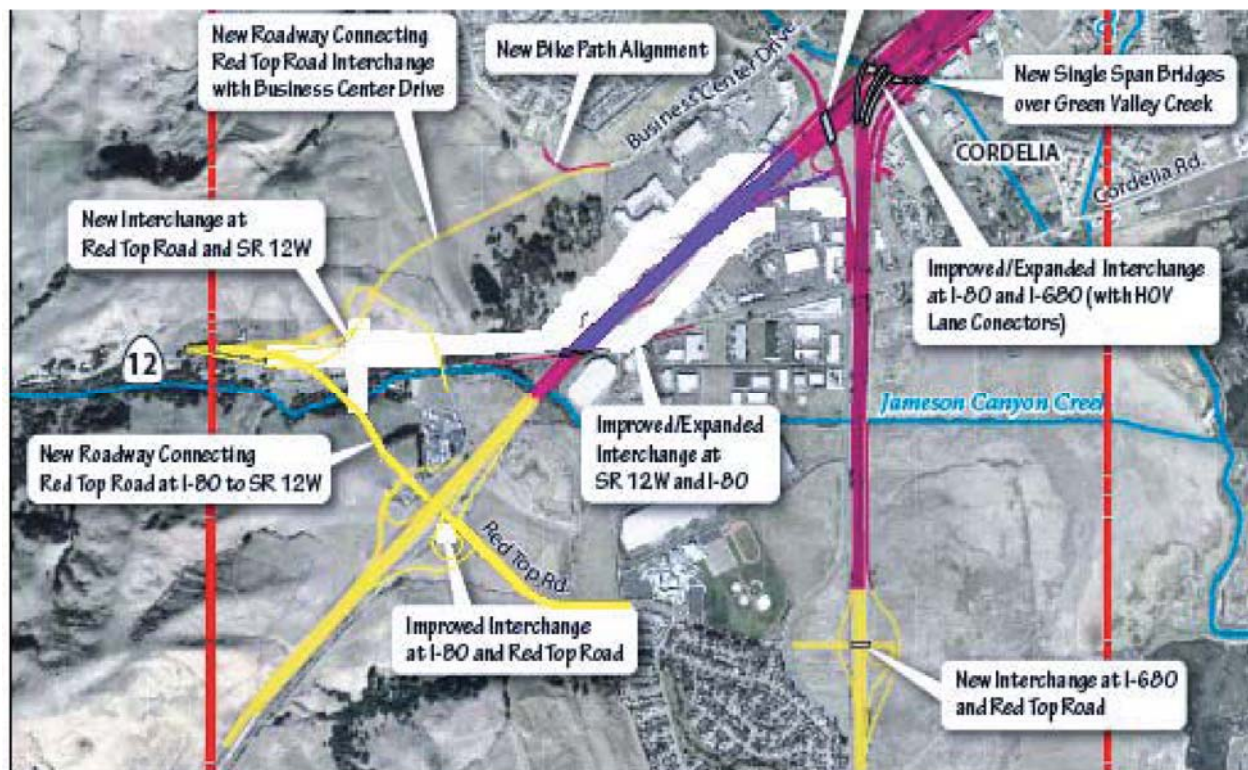 New Roadway Connecting
Red Top Road Interchange
with Business Center Drive
New Bike Path Alignment
Business Center Drive
New Single Span Bridges
over Green Valley Creek
CORDELIA
Cordelia Rd.
New Interchange at
Red Top Road and SR 12W
Improved/Expanded Interchange
at I-80 and I-680 (with HOV
Lane Conectors)
12
Jameson Canyon Creek
Improved/Expanded
Interchange at
SR 12W and I-80
New Roadway Connecting
Red Top Road at I-80 to SR 12W
Red Top Rd.
Improved Interchange
at I-80 and Red Top Road
New Interchange at I-680
and Red Top Road